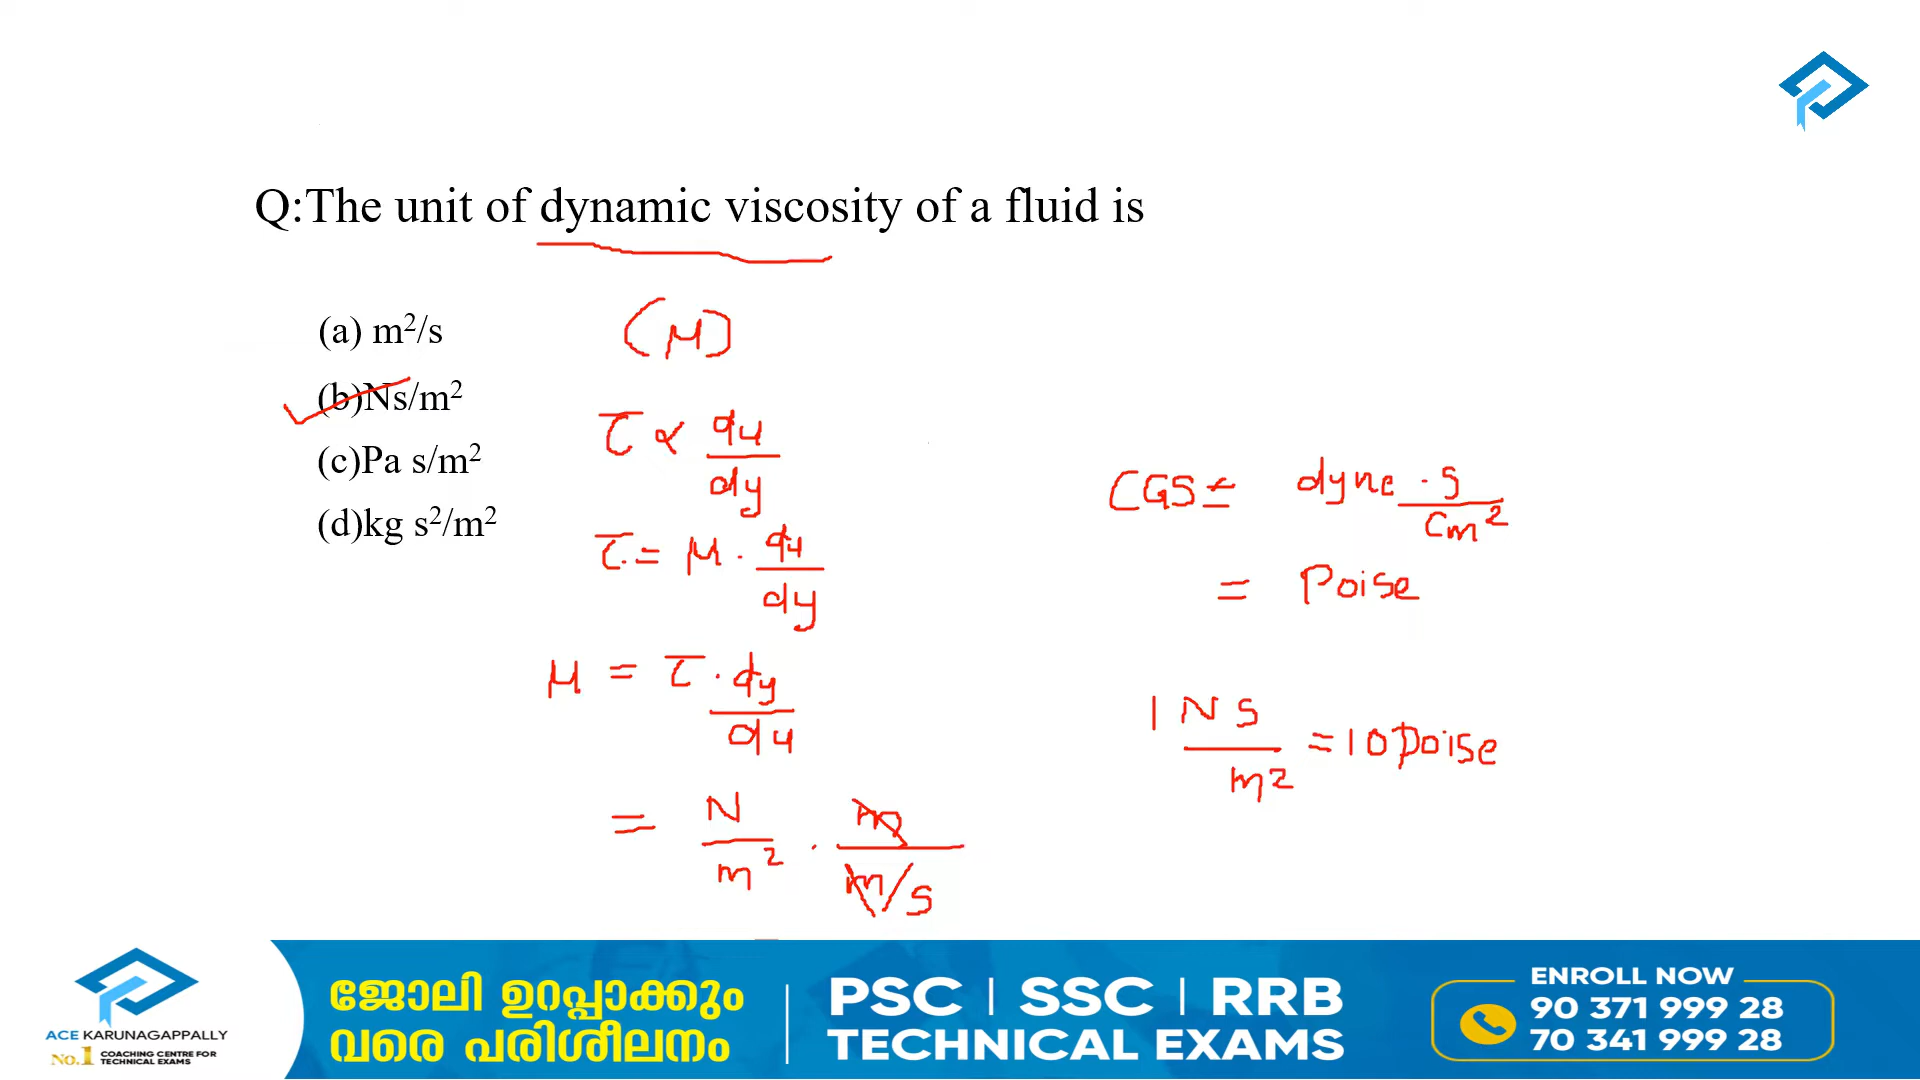 Q:The unit of dynamic viscosity of a fluid is
(a) m²/s
(b)Ns/m²
(c)Pa s/m²
(d)kg s²/m²
(μ)
τ ∝ du/dy
τ = μ · du/dy
μ = τ · dy/du
= N/m² · m/m/s
CGS = dyne · s/cm²
= Poise
1 NS/m² = 10 Poise
ACE KARUNAGAPPALLY
No.1 COACHING CENTRE FOR
TECHNICAL EXAMS
ജോലി ഉറപ്പാക്കും
വരെ പരിശീലനം
PSC | SSC | RRB
TECHNICAL EXAMS
ENROLL NOW
90 371 999 28
70 341 999 28